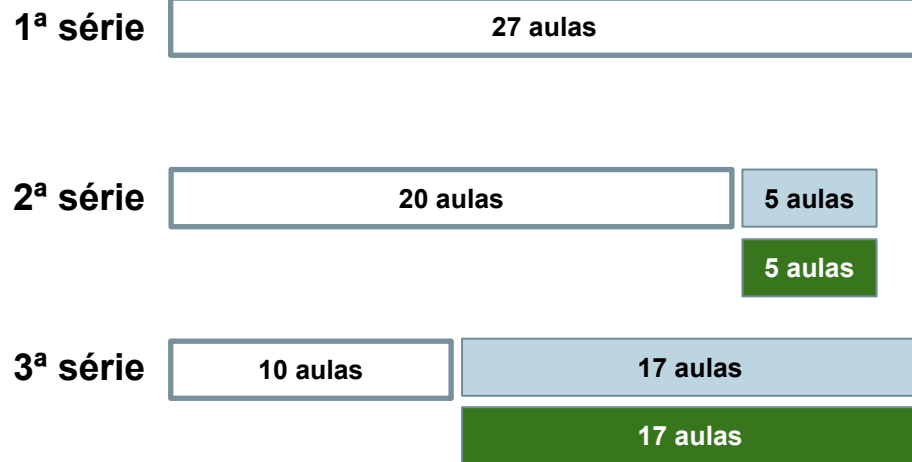 1ª série
27 aulas
2ª série
20 aulas
5 aulas
5 aulas
3ª série
10 aulas
17 aulas
17 aulas